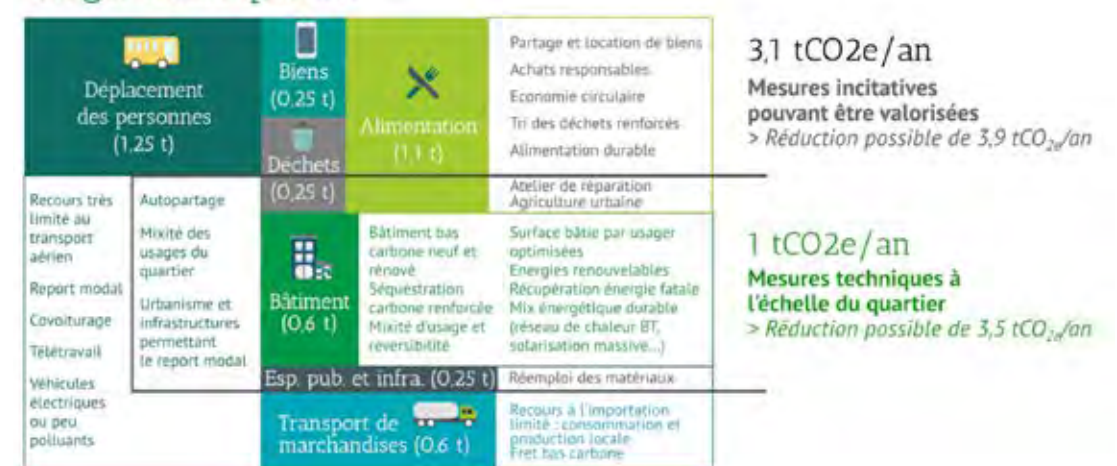 Déplacement
des personnes
(1,25 t)
Biens
(0,25 t)
Déchets
(0,25 t)
Alimentation
(1,1 t)
Partage et location de biens
Achats responsables
Economie circulaire
Tri des déchets renforcés
Alimentation durable
Atelier de réparation
Agriculture urbaine
Recours très
limité au
transport
aérien
Report modal
Covoiturage
Télétravail
Véhicules
électriques
ou peu
polluants
Autopartage
Mixité des
usages du
quartier
Urbanisme et
infrastructures
permettant
le report modal
Bâtiment
(0,6 t)
Bâtiment bas
carbone neuf et
rénové
Séquestration
carbone renforcée
Mixité d'usage et
reversibilité
Surface bâtie par usager
optimisées
Energies renouvelables
Récupération énergie fatale
Mix énergétique durable
(réseau de chaleur BT,
solarisation massive...)
Esp. pub. et infra. (0,25 t)
Réemploi des matériaux
Transport de
marchandises (0,6 t)
Recours à l'importation
limité : consommation et
production locale
Fret bas carbone
3,1 tCO2e/an
Mesures incitatives
pouvant être valorisées
> Réduction possible de 3,9 tCO2e/an
1 tCO2e/an
Mesures techniques à
l'échelle du quartier
> Réduction possible de 3,5 tCO2e/an